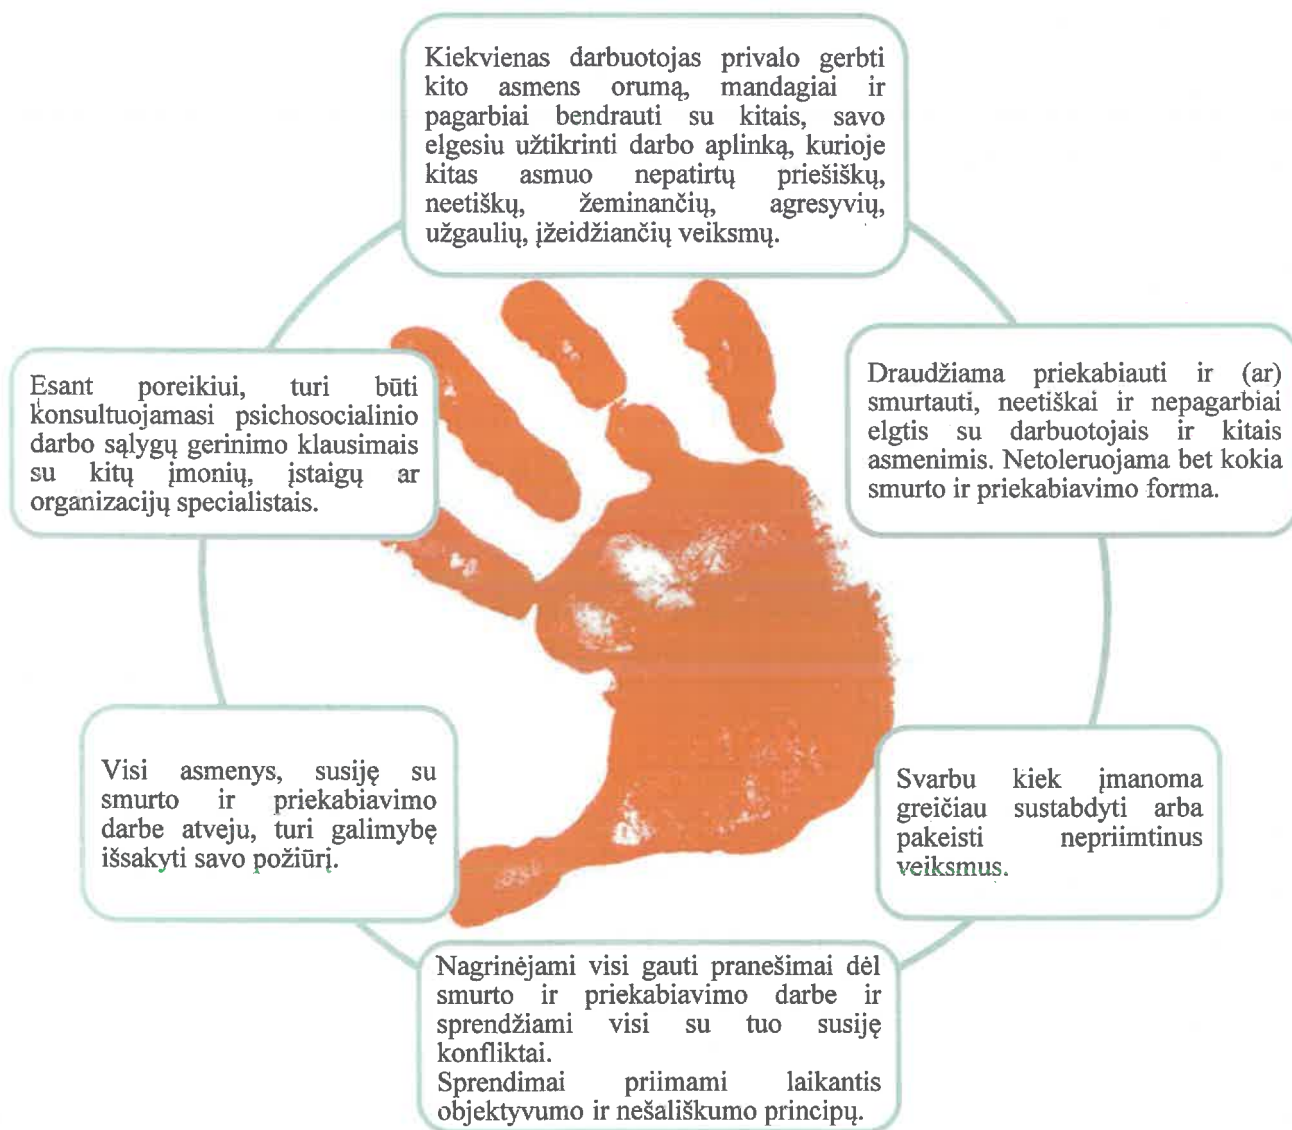 Kiekvienas darbuotojas privalo gerbti
kito asmens orumą, mandagiai ir
pagarbiai bendrauti su kitais, savo
elgesiu užtikrinti darbo aplinką, kurioje
kitas asmuo nepatirtų priešiškų,
neetiškų, žeminančių, agresyvių,
užgaulių, įžeidžiančių veiksmų.
Draudžiama priekabiauti ir (ar)
smurtauti, neetiškai ir nepagarbiai
elgtis su darbuotojais ir kitais
asmenimis. Netoleruojama bet kokia
smurto ir priekabiavimo forma.
Svarbu kiek įmanoma
greičiau sustabdyti arba
pakeisti nepriimtinus
veiksmus.
Nagrinėjami visi gauti pranešimai dėl
smurto ir priekabiavimo darbe ir
sprendžiami visi su tuo susiję
konfliktai.
Sprendimai priimami laikantis
objektyvumo ir nešališkumo principų.
Visi asmenys, susiję su
smurto ir priekabiavimo
darbe atveju, turi galimybę
išsakyti savo požiūrį.
Esant poreikiui, turi būti
konsultuojamasi psichosocialinio
darbo sąlygų gerinimo klausimais
su kitų įmonių, įstaigų ar
organizacijų specialistais.